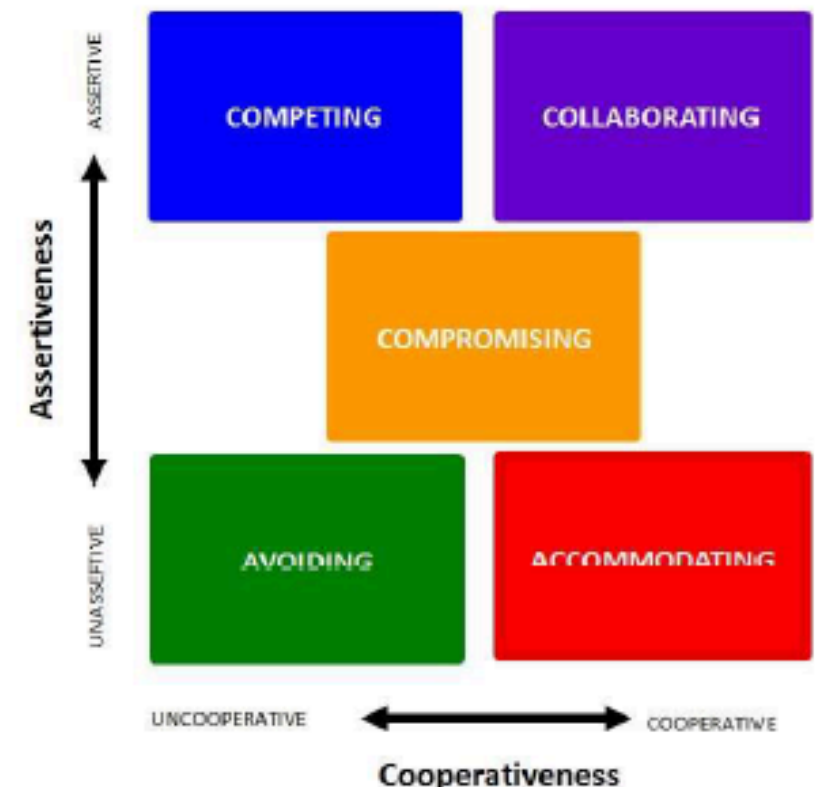 ASSERTIVE
COMPETING
COLLABORATING
Assertiveness
COMPROMISING
AVOIDING
ACCOMMODATING
UNASSERTIVE
UNCOOPERATIVE
COOPERATIVE
Cooperativeness